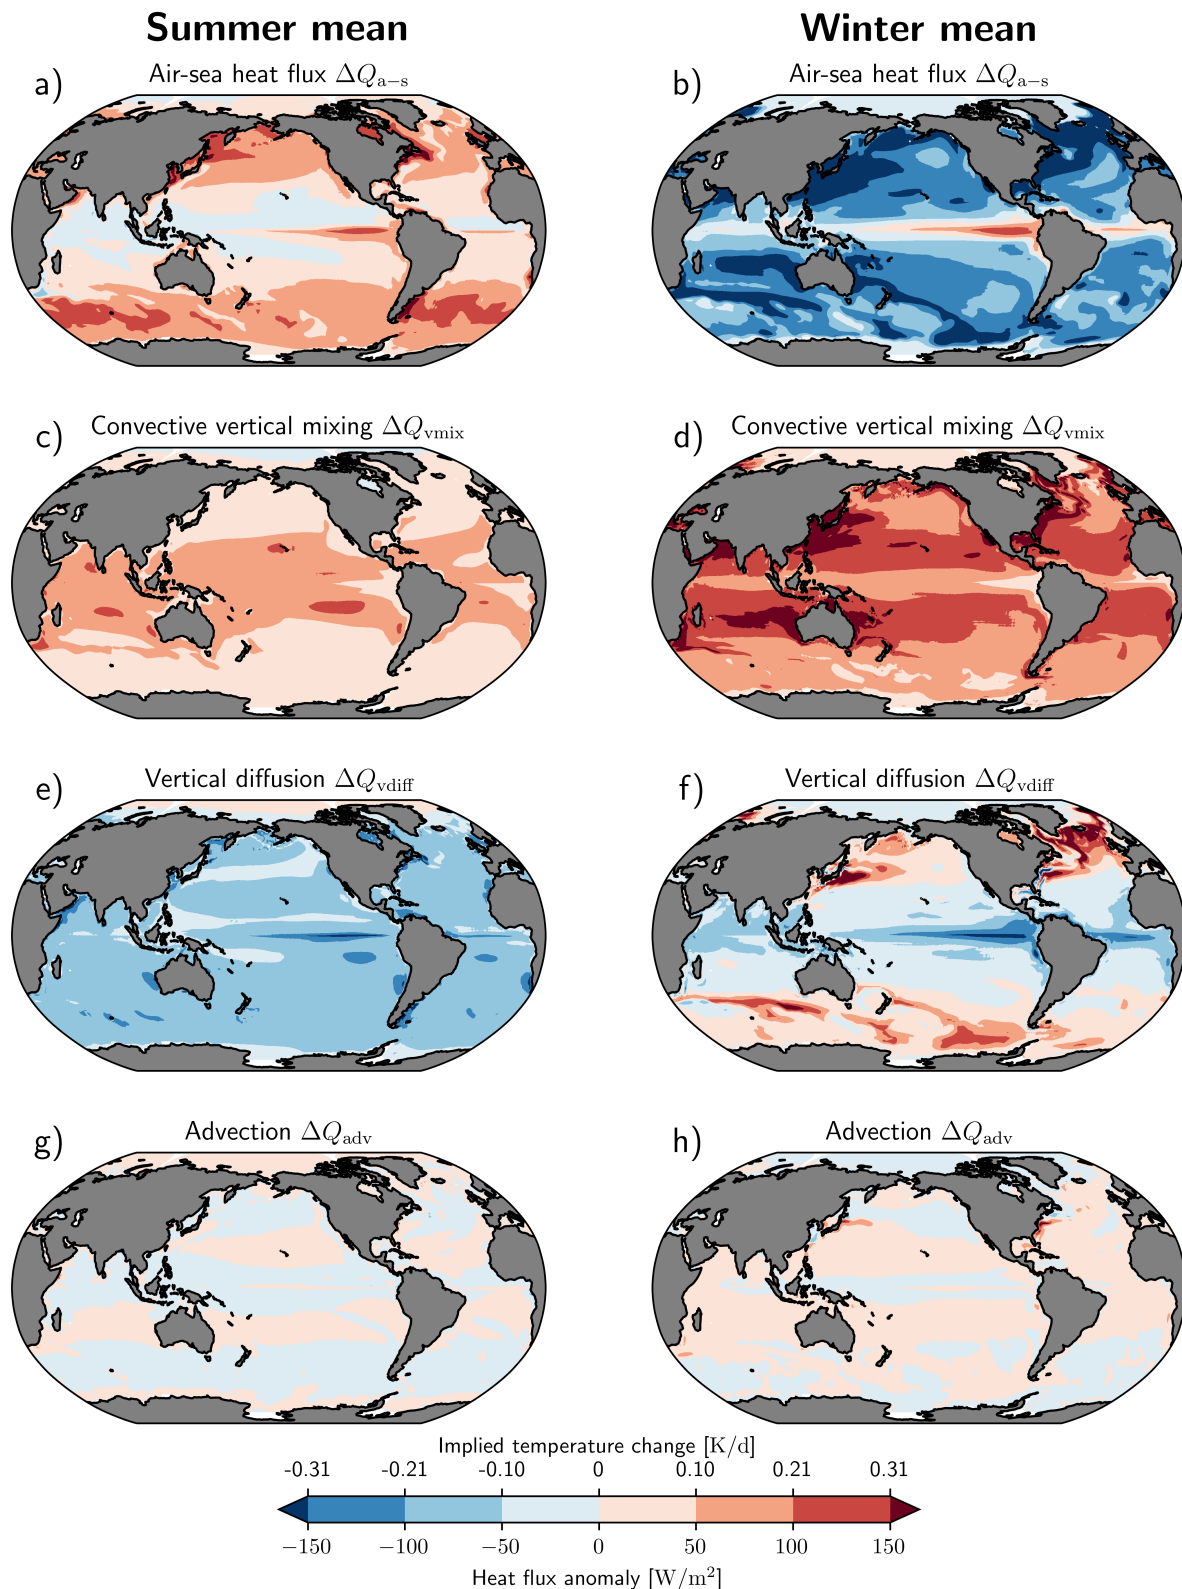 Summer mean
Winter mean
a)
Air-sea heat flux ΔQa−s
b)
Air-sea heat flux ΔQa−s
c)
Convective vertical mixing ΔQvmix
d)
Convective vertical mixing ΔQvmix
e)
Vertical diffusion ΔQvdiff
f)
Vertical diffusion ΔQvdiff
g)
Advection ΔQadv
h)
Advection ΔQadv
Implied temperature change [K/d]
-0.31 -0.21 -0.10 0 0.10 0.21 0.31
−150 −100 −50 0 50 100 150
Heat flux anomaly [W/m²]